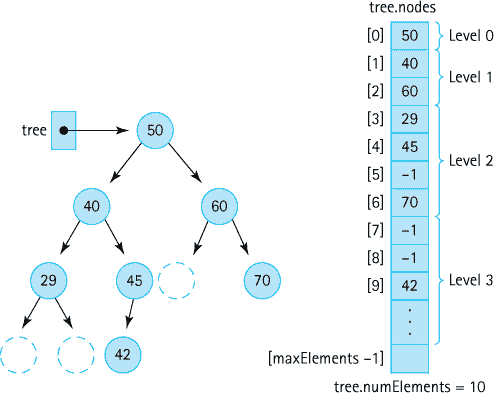 tree.nodes
[0] 50 Level 0
[1] 40
Level 1
[2] 60
[3] 29
[4] 45
Level 2
[5] −1
[6] 70
[7] −1
[8] −1
Level 3
[9] 42
.
.
.
[maxElements −1]
tree.numElements = 10
tree 50
40 60
29 45 70
42